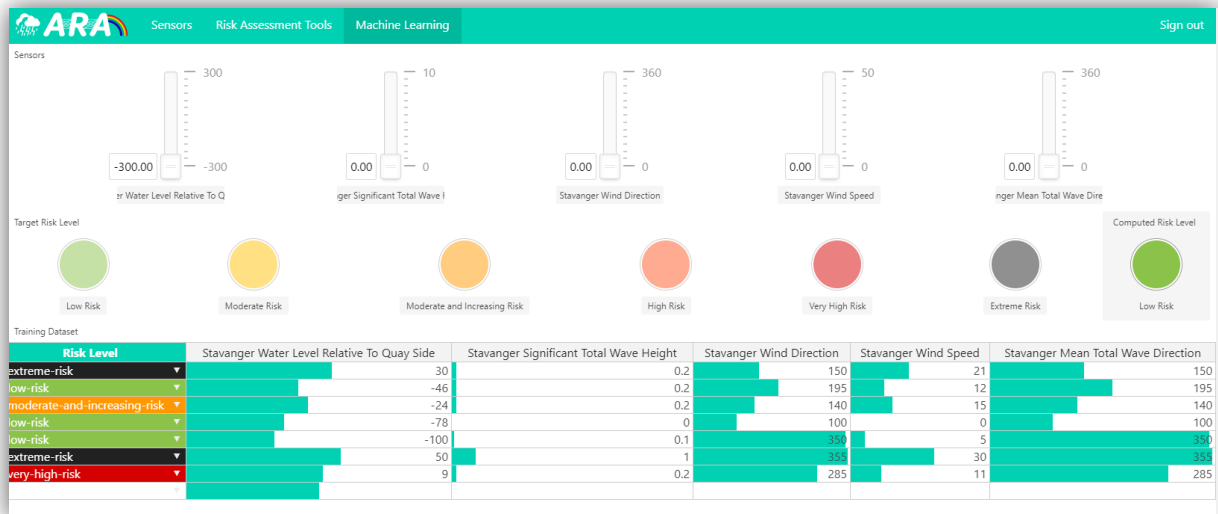 ARA Sensors Risk Assessment Tools Machine Learning Sign out
Sensors
300 10 360 50 360
-300.00 -300 0.00 0 0.00 0 0.00 0 0.00 0
er Water Level Relative To Q ger Significant Total Wave Stavanger Wind Direction Stavanger Wind Speed nger Mean Total Wave Dire
Target Risk Level Computed Risk Level
Low Risk Moderate Risk Moderate and Increasing Risk High Risk Very High Risk Extreme Risk Low Risk
Training Dataset
Risk Level Stavanger Water Level Relative To Quay Side Stavanger Significant Total Wave Height Stavanger Wind Direction Stavanger Wind Speed Stavanger Mean Total Wave Direction
extreme-risk 30 0.2 150 21 150
low-risk -46 0.2 195 12 195
moderate-and-increasing-risk -24 0.2 140 15 140
low-risk -78 0 100 0 100
low-risk -100 0.1 350 5 350
extreme-risk 50 1 355 30 355
very-high-risk 9 0.2 285 11 285